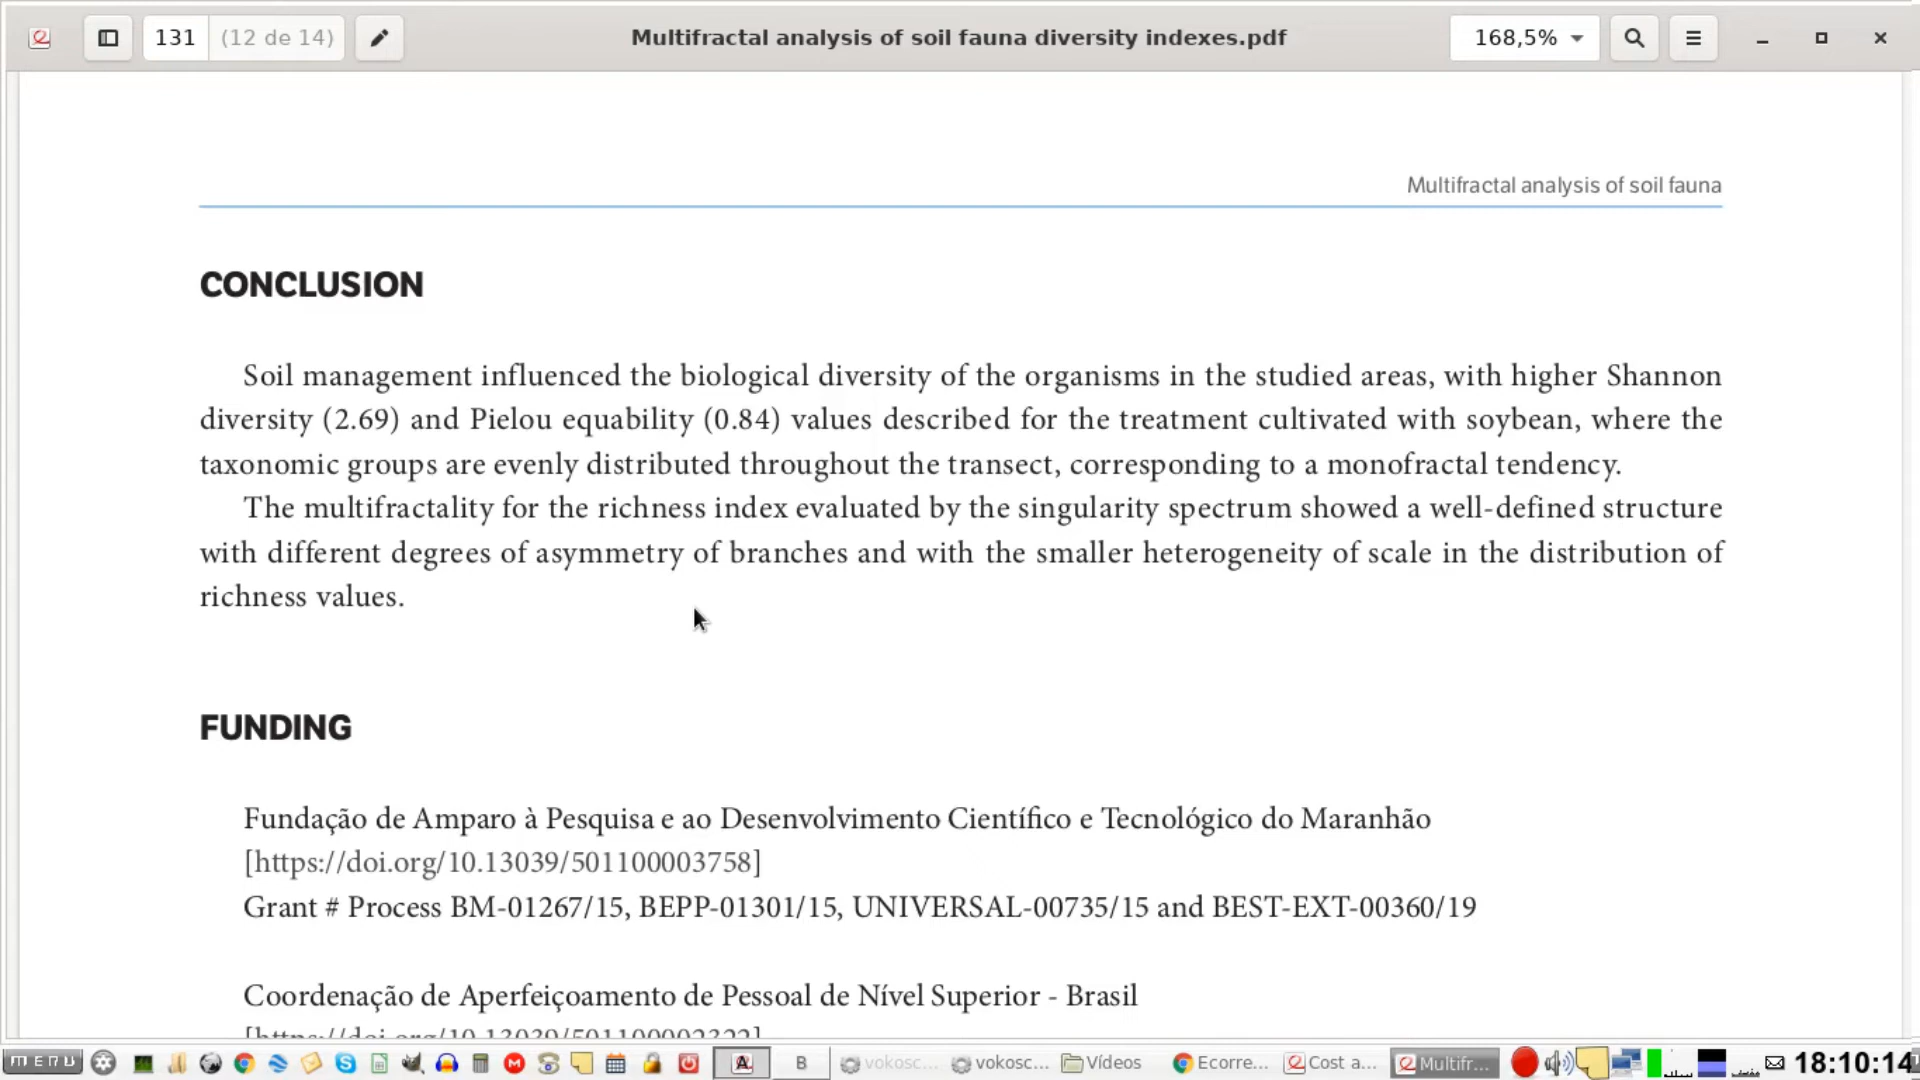 131 (12 de 14) Multifractal analysis of soil fauna diversity indexes.pdf 168,5%
Multifractal analysis of soil fauna
CONCLUSION
Soil management influenced the biological diversity of the organisms in the studied areas, with higher Shannon
diversity (2.69) and Pielou equability (0.84) values described for the treatment cultivated with soybean, where the
taxonomic groups are evenly distributed throughout the transect, corresponding to a monofractal tendency.
The multifractality for the richness index evaluated by the singularity spectrum showed a well-defined structure
with different degrees of asymmetry of branches and with the smaller heterogeneity of scale in the distribution of
richness values.
FUNDING
Fundação de Amparo à Pesquisa e ao Desenvolvimento Científico e Tecnológico do Maranhão
[https://doi.org/10.13039/501100003758]
Grant # Process BM-01267/15, BEPP-01301/15, UNIVERSAL-00735/15 and BEST-EXT-00360/19
Coordenação de Aperfeiçoamento de Pessoal de Nível Superior - Brasil
[https://doi.org/10.13039/501100002322]
MENU A B vokosc... vokosc... Vídeos Ecorre... Cost a... Multifr... 18:10:14